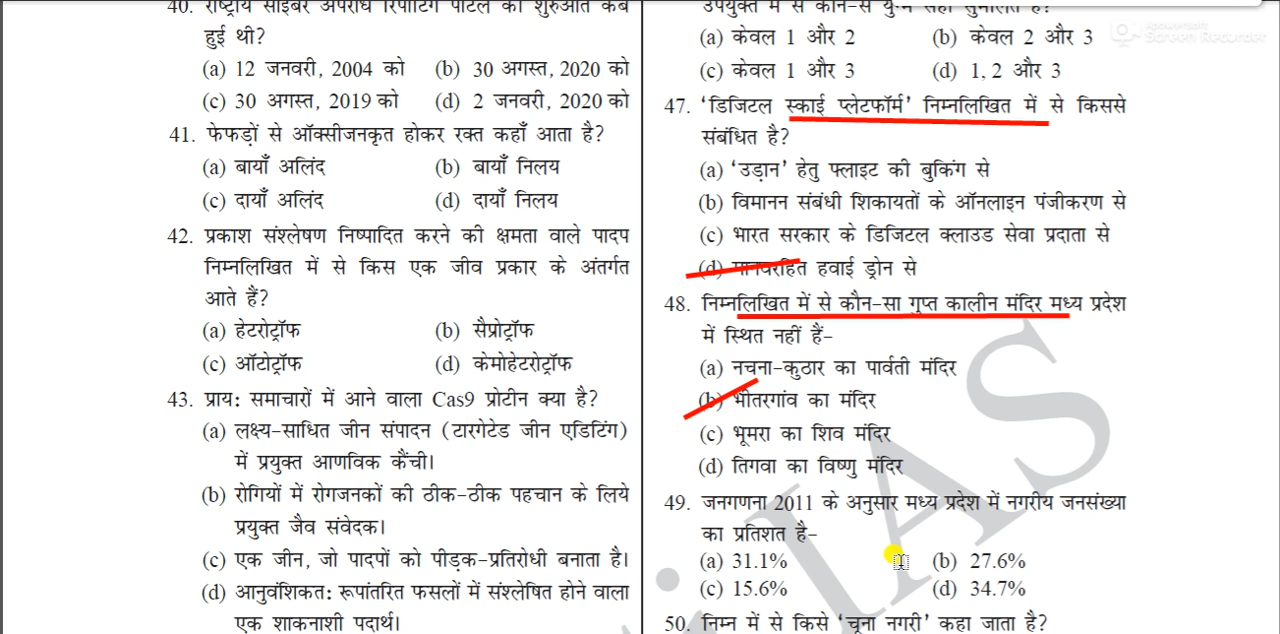 40. राष्ट्रीय साइबर अपराध रिपोर्टिंग पोर्टल की शुरुआत कब
हुई थी?
(a) 12 जनवरी, 2004 को (b) 30 अगस्त, 2020 को
(c) 30 अगस्त, 2019 को (d) 2 जनवरी, 2020 को
41. फेफड़ों से ऑक्सीजनकृत होकर रक्त कहाँ आता है?
(a) बायाँ अलिंद (b) बायाँ निलय
(c) दायाँ अलिंद (d) दायाँ निलय
42. प्रकाश संश्लेषण निष्पादित करने की क्षमता वाले पादप
निम्नलिखित में से किस एक जीव प्रकार के अंतर्गत
आते हैं?
(a) हेटरोट्रॉफ (b) सैप्रोट्रॉफ
(c) ऑटोट्रॉफ (d) केमोहेटरोट्रॉफ
43. प्राय: समाचारों में आने वाला Cas9 प्रोटीन क्या है?
(a) लक्ष्य-साधित जीन संपादन (टारगेटेड जीन एडिटिंग)
में प्रयुक्त आणविक कैंची।
(b) रोगियों में रोगजनकों की ठीक-ठीक पहचान के लिये
प्रयुक्त जैव संवेदक।
(c) एक जीन, जो पादपों को पीड़क-प्रतिरोधी बनाता है।
(d) आनुवंशिकत: रूपांतरित फसलों में संश्लेषित होने वाला
एक शाकनाशी पदार्थ।
उपर्युक्त में से कौन-से युग्म सही सुमेलित हैं?
(a) केवल 1 और 2 (b) केवल 2 और 3
(c) केवल 1 और 3 (d) 1, 2 और 3
47. 'डिजिटल स्काई प्लेटफॉर्म' निम्नलिखित में से किससे
संबंधित है?
(a) 'उड़ान' हेतु फ्लाइट की बुकिंग से
(b) विमानन संबंधी शिकायतों के ऑनलाइन पंजीकरण से
(c) भारत सरकार के डिजिटल क्लाउड सेवा प्रदाता से
(d) मानवरहित हवाई ड्रोन से
48. निम्नलिखित में से कौन-सा गुप्त कालीन मंदिर मध्य प्रदेश
में स्थित नहीं हैं-
(a) नचना-कुठार का पार्वती मंदिर
(b) भीतरगांव का मंदिर
(c) भूमरा का शिव मंदिर
(d) तिगवा का विष्णु मंदिर
49. जनगणना 2011 के अनुसार मध्य प्रदेश में नगरीय जनसंख्या
का प्रतिशत है-
(a) 31.1% (b) 27.6%
(c) 15.6% (d) 34.7%
50. निम्न में से किसे 'चूना नगरी' कहा जाता है?
Apowersoft
Screen Recorder
IAS